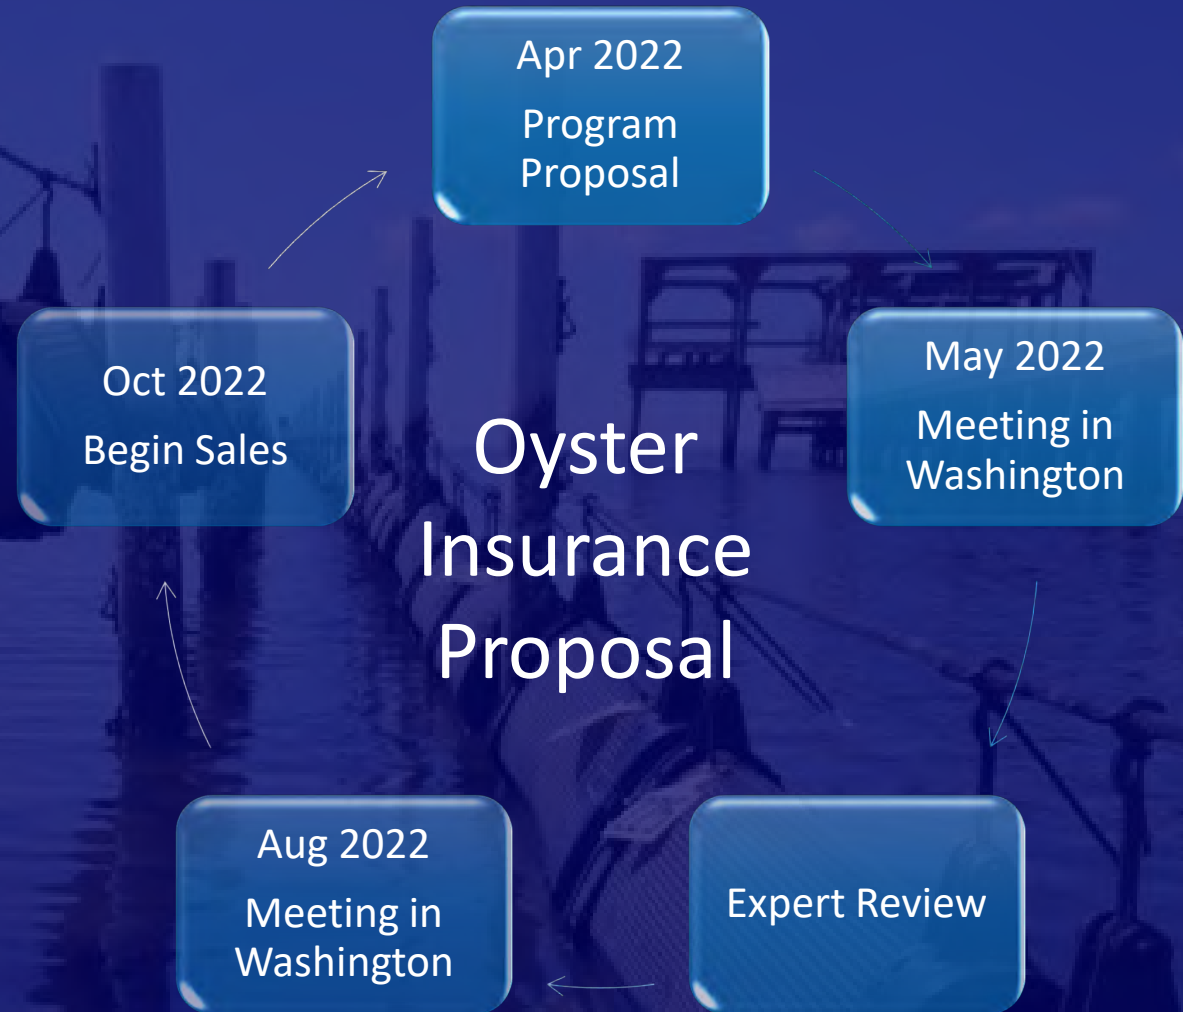 Apr 2022
Program
Proposal
May 2022
Meeting in
Washington
Expert Review
Aug 2022
Meeting in
Washington
Oct 2022
Begin Sales
Oyster
Insurance
Proposal